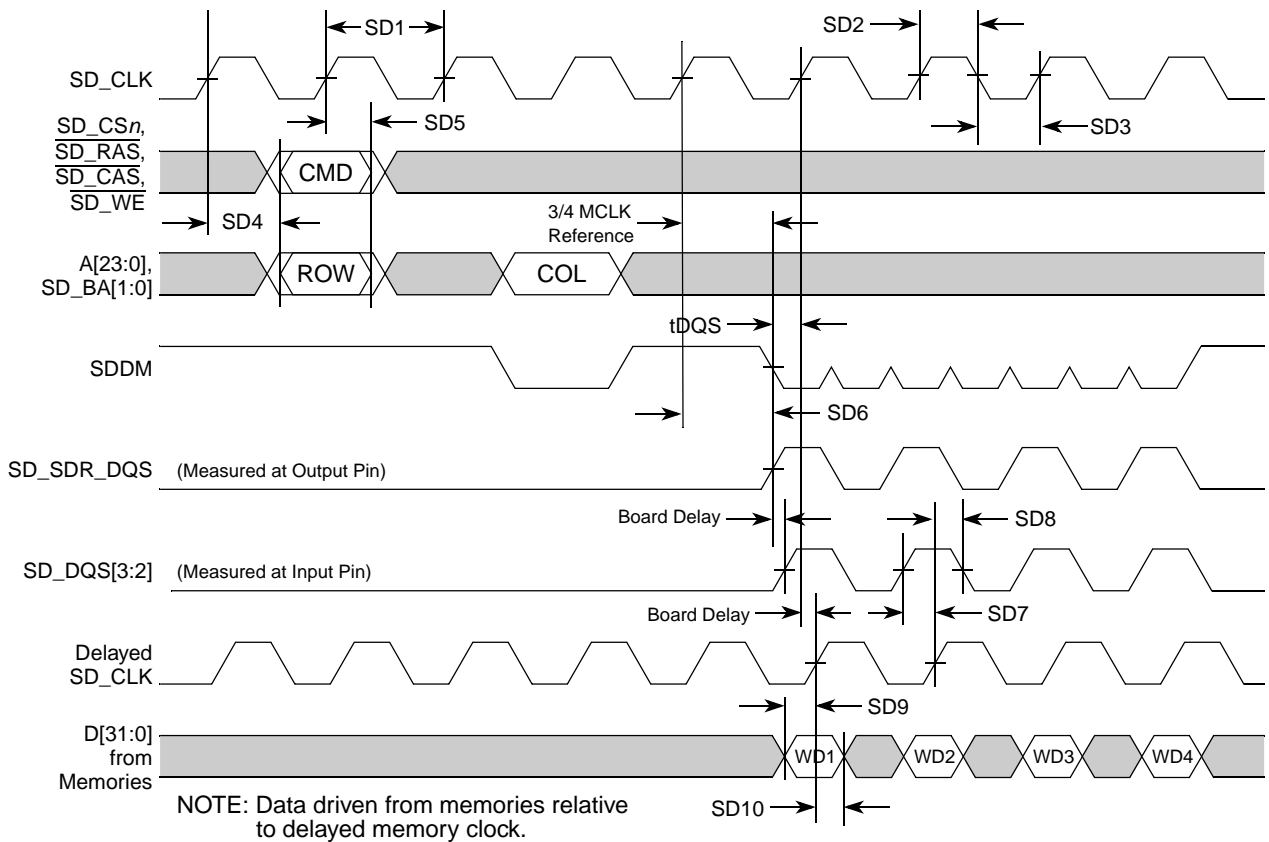 SD1
SD2
SD_CLK
SD5
SD3
SD_CSn,
SD_RAS,
SD_CAS,
SD_WE
CMD
SD4
3/4 MCLK
Reference
A[23:0],
SD_BA[1:0]
ROW
COL
tDQS
SDDM
SD6
SD_SDR_DQS
(Measured at Output Pin)
Board Delay
SD8
SD_DQS[3:2]
(Measured at Input Pin)
Board Delay
SD7
Delayed
SD_CLK
SD9
D[31:0]
from
Memories
WD1
WD2
WD3
WD4
NOTE: Data driven from memories relative
to delayed memory clock.
SD10